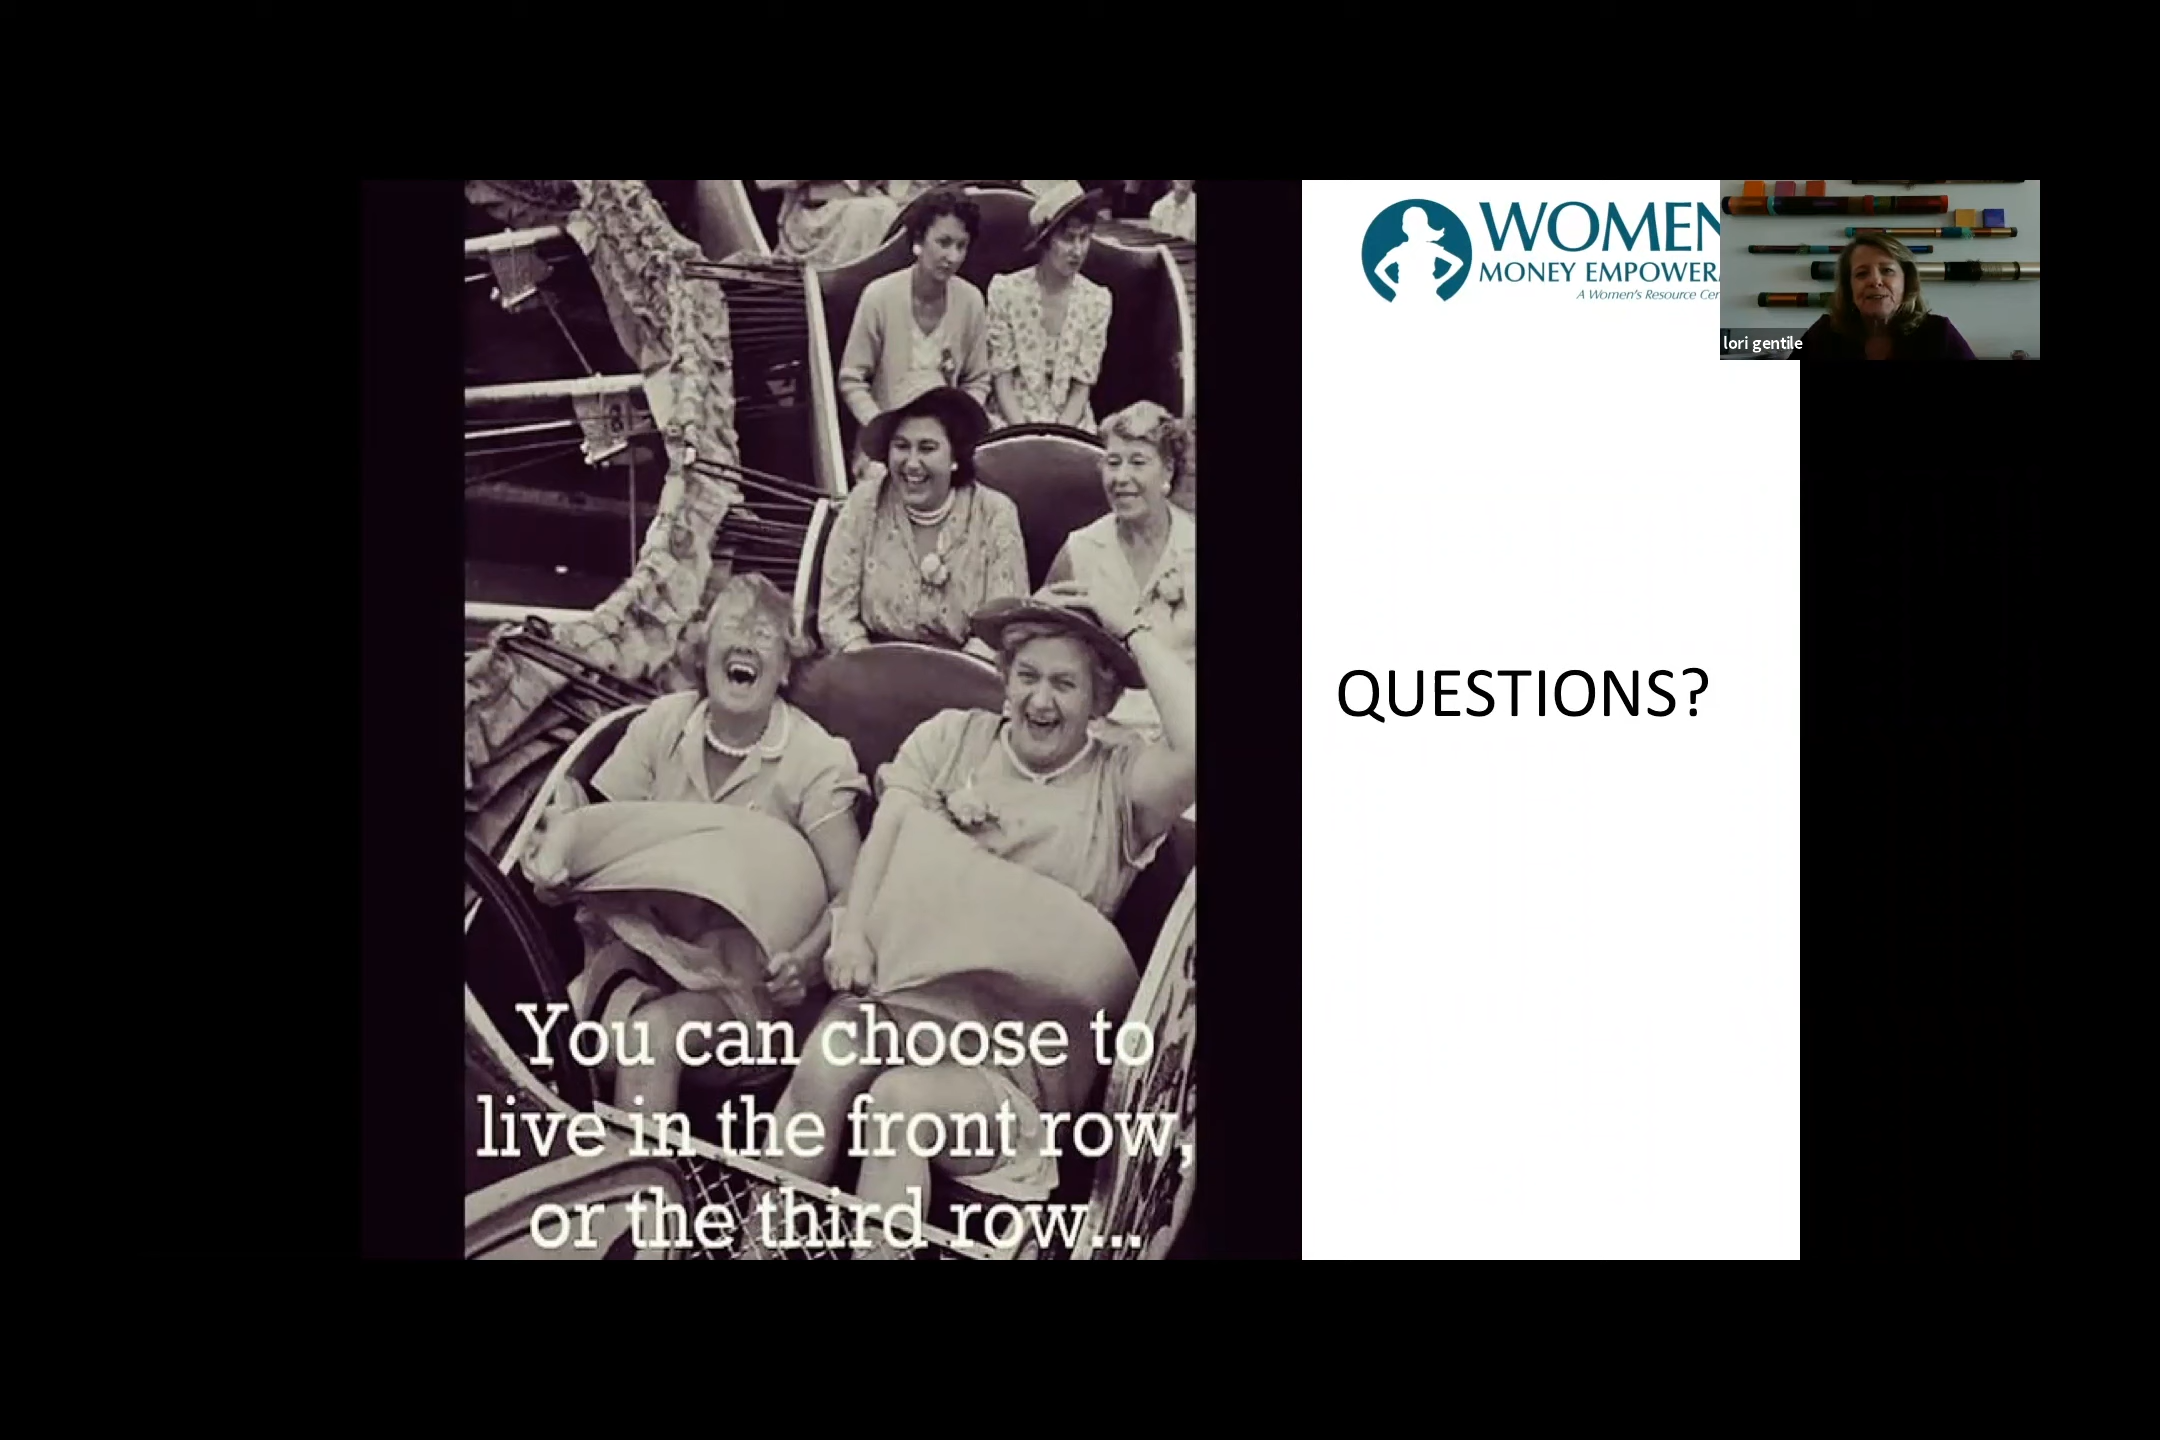 You can choose to
live in the front row,
or the third row...
WOMEN
MONEY EMPOWER
A Women's Resource Cen
QUESTIONS?
lori gentile